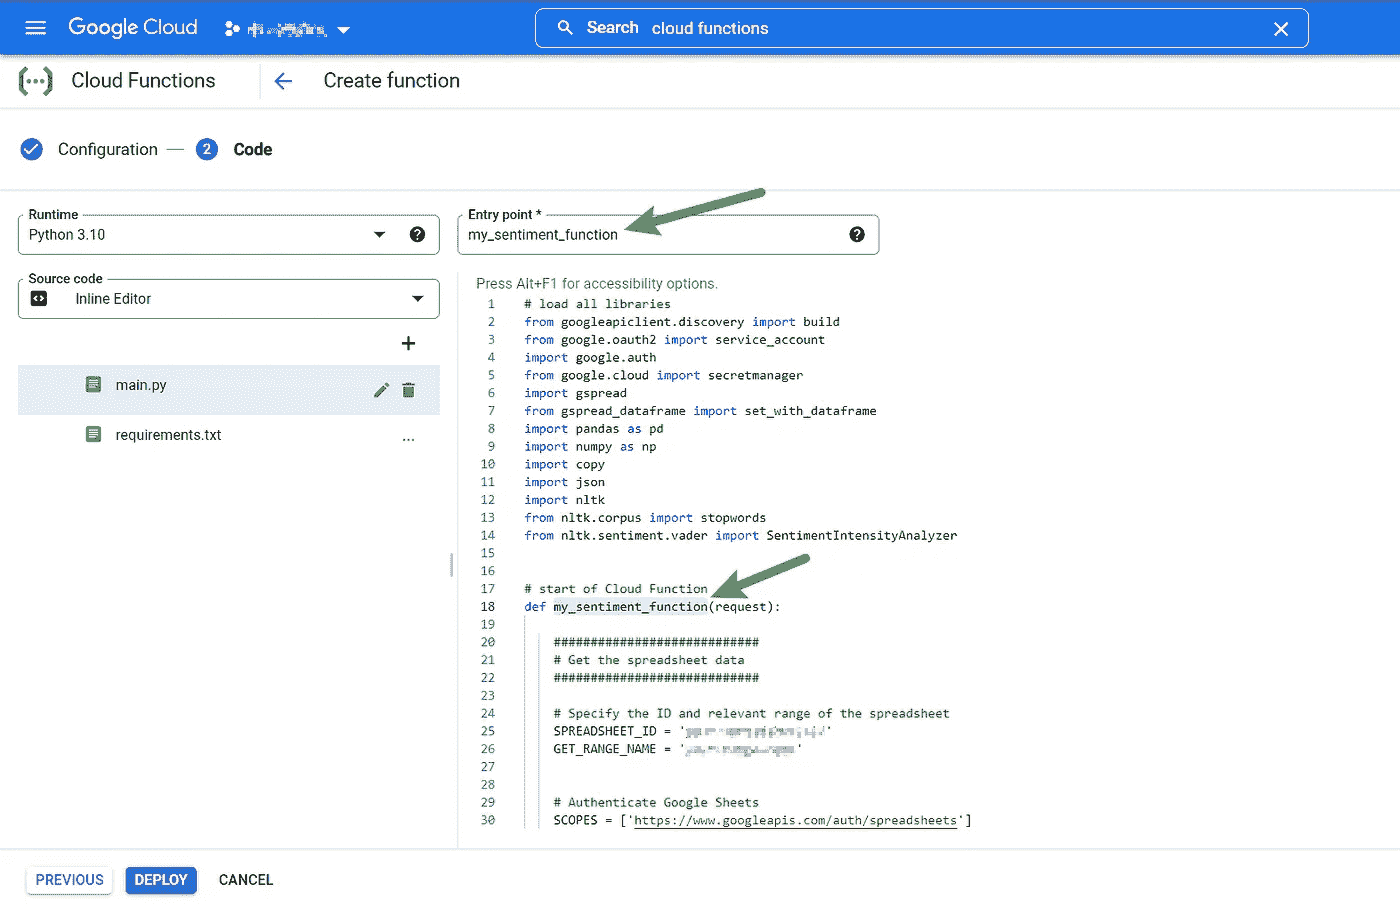 Google Cloud
Search cloud functions
Cloud Functions
Create function
Configuration
2 Code
Runtime
Python 3.10
Entry point *
my_sentiment_function
Source code
Inline Editor
main.py
requirements.txt
Press Alt+F1 for accessibility options.
1 # load all libraries
2 from googleapiclient.discovery import build
3 from google.oauth2 import service_account
4 import google.auth
5 from google.cloud import secretmanager
6 import gspread
7 from gspread_dataframe import set_with_dataframe
8 import pandas as pd
9 import numpy as np
10 import copy
11 import json
12 import nltk
13 from nltk.corpus import stopwords
14 from nltk.sentiment.vader import SentimentIntensityAnalyzer
15
16
17 # start of Cloud Function
18 def my_sentiment_function(request):
19
20 ############################
21 # Get the spreadsheet data
22 ############################
23
24 # Specify the ID and relevant range of the spreadsheet
25 SPREADSHEET_ID = ' '
26 GET_RANGE_NAME = ' '
27
28
29 # Authenticate Google Sheets
30 SCOPES = ['https://www.googleapis.com/auth/spreadsheets']
PREVIOUS
DEPLOY
CANCEL